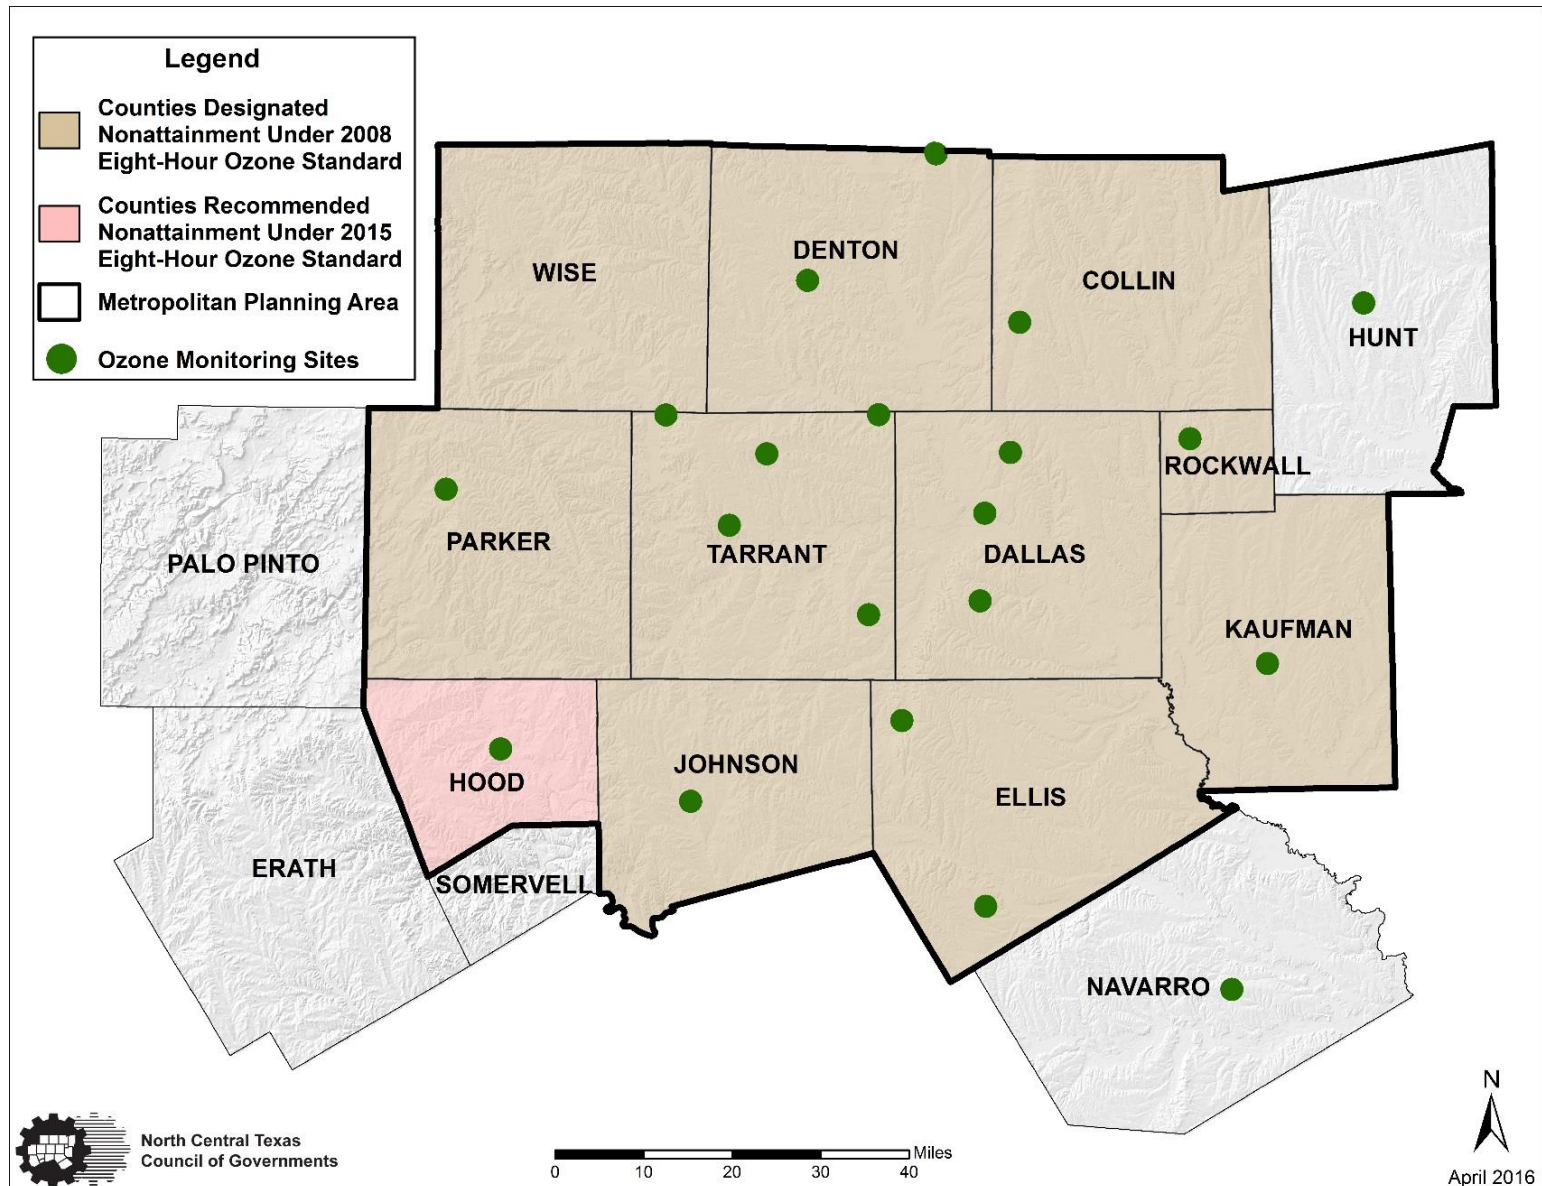 Legend
Counties Designated
Nonattainment Under 2008
Eight-Hour Ozone Standard
Counties Recommended
Nonattainment Under 2015
Eight-Hour Ozone Standard
Metropolitan Planning Area
Ozone Monitoring Sites
WISE
DENTON
COLLIN
HUNT
ROCKWALL
PALO PINTO
PARKER
TARRANT
DALLAS
KAUFMAN
HOOD
JOHNSON
ELLIS
ERATH
SOMERVELL
NAVARRO
North Central Texas
Council of Governments
Miles
0 10 20 30 40
N
April 2016